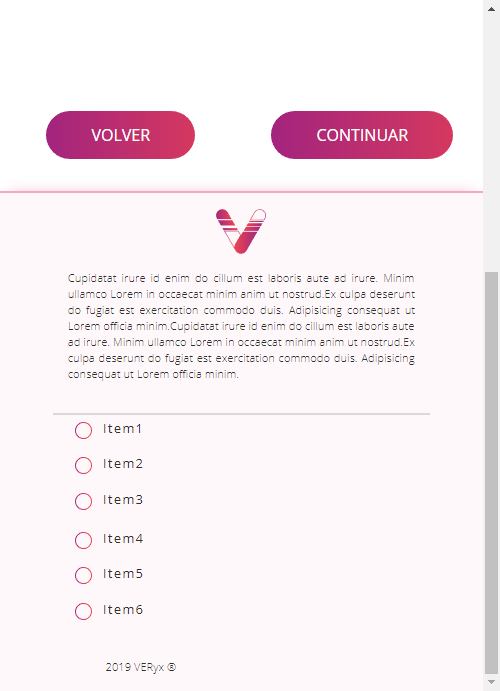 VOLVER CONTINUAR
Cupidatat irure id enim do cillum est laboris aute ad irure. Minim
ullamco Lorem in occaecat minim anim ut nostrud.Ex culpa deserunt
do fugiat est exercitation commodo duis. Adipisicing consequat ut
Lorem officia minim.Cupidatat irure id enim do cillum est laboris aute
ad irure. Minim ullamco Lorem in occaecat minim anim ut nostrud.Ex
culpa deserunt do fugiat est exercitation commodo duis. Adipisicing
consequat ut Lorem officia minim.
Item1
Item2
Item3
Item4
Item5
Item6
2019 VERyx ®